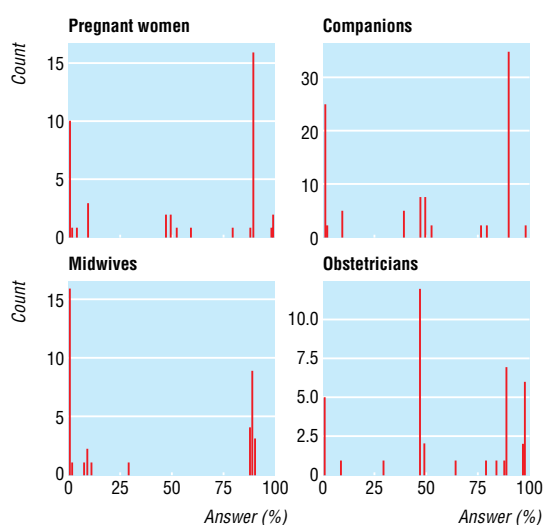 Pregnant women
Count
15
10
5
0
Companions
30
20
10
0
Midwives
Count
15
10
5
0
0 25 50 75 100
Answer (%)
Obstetricians
10.0
7.5
5.0
2.5
0
0 25 50 75 100
Answer (%)